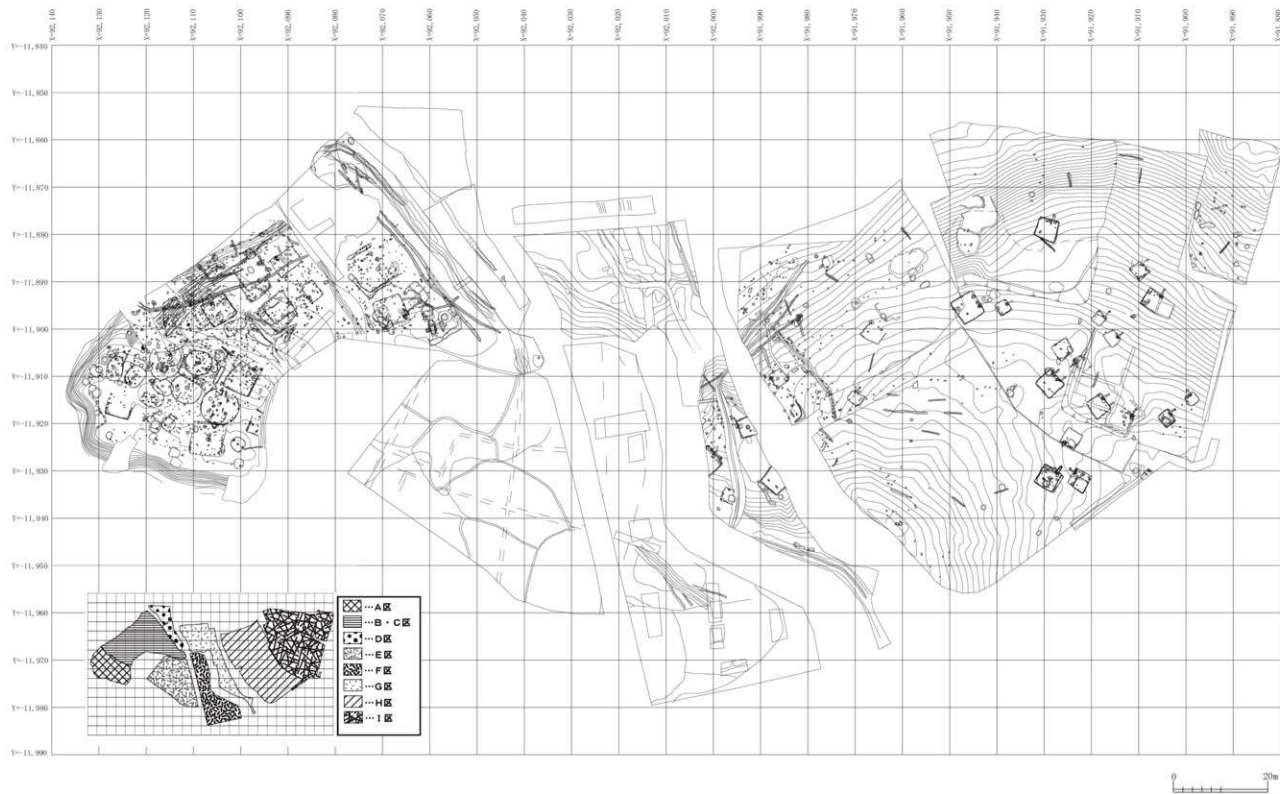 X=-92,140
X=-92,130
X=-92,120
X=-92,110
X=-92,100
X=-92,090
X=-92,080
X=-92,070
X=-92,060
X=-92,050
X=-92,040
X=-92,030
X=-92,020
X=-92,010
X=-92,000
X=-91,990
X=-91,980
X=-91,970
X=-91,960
X=-91,950
X=-91,940
X=-91,930
X=-91,920
X=-91,910
X=-91,900
X=-91,890
X=-91,880
Y=-11,840
Y=-11,850
Y=-11,860
Y=-11,870
Y=-11,880
Y=-11,890
Y=-11,900
Y=-11,910
Y=-11,920
Y=-11,930
Y=-11,940
Y=-11,950
Y=-11,960
Y=-11,970
Y=-11,980
Y=-11,990
…A区
…B・C区
…D区
…E区
…F区
…G区
…H区
…I区
0 20m